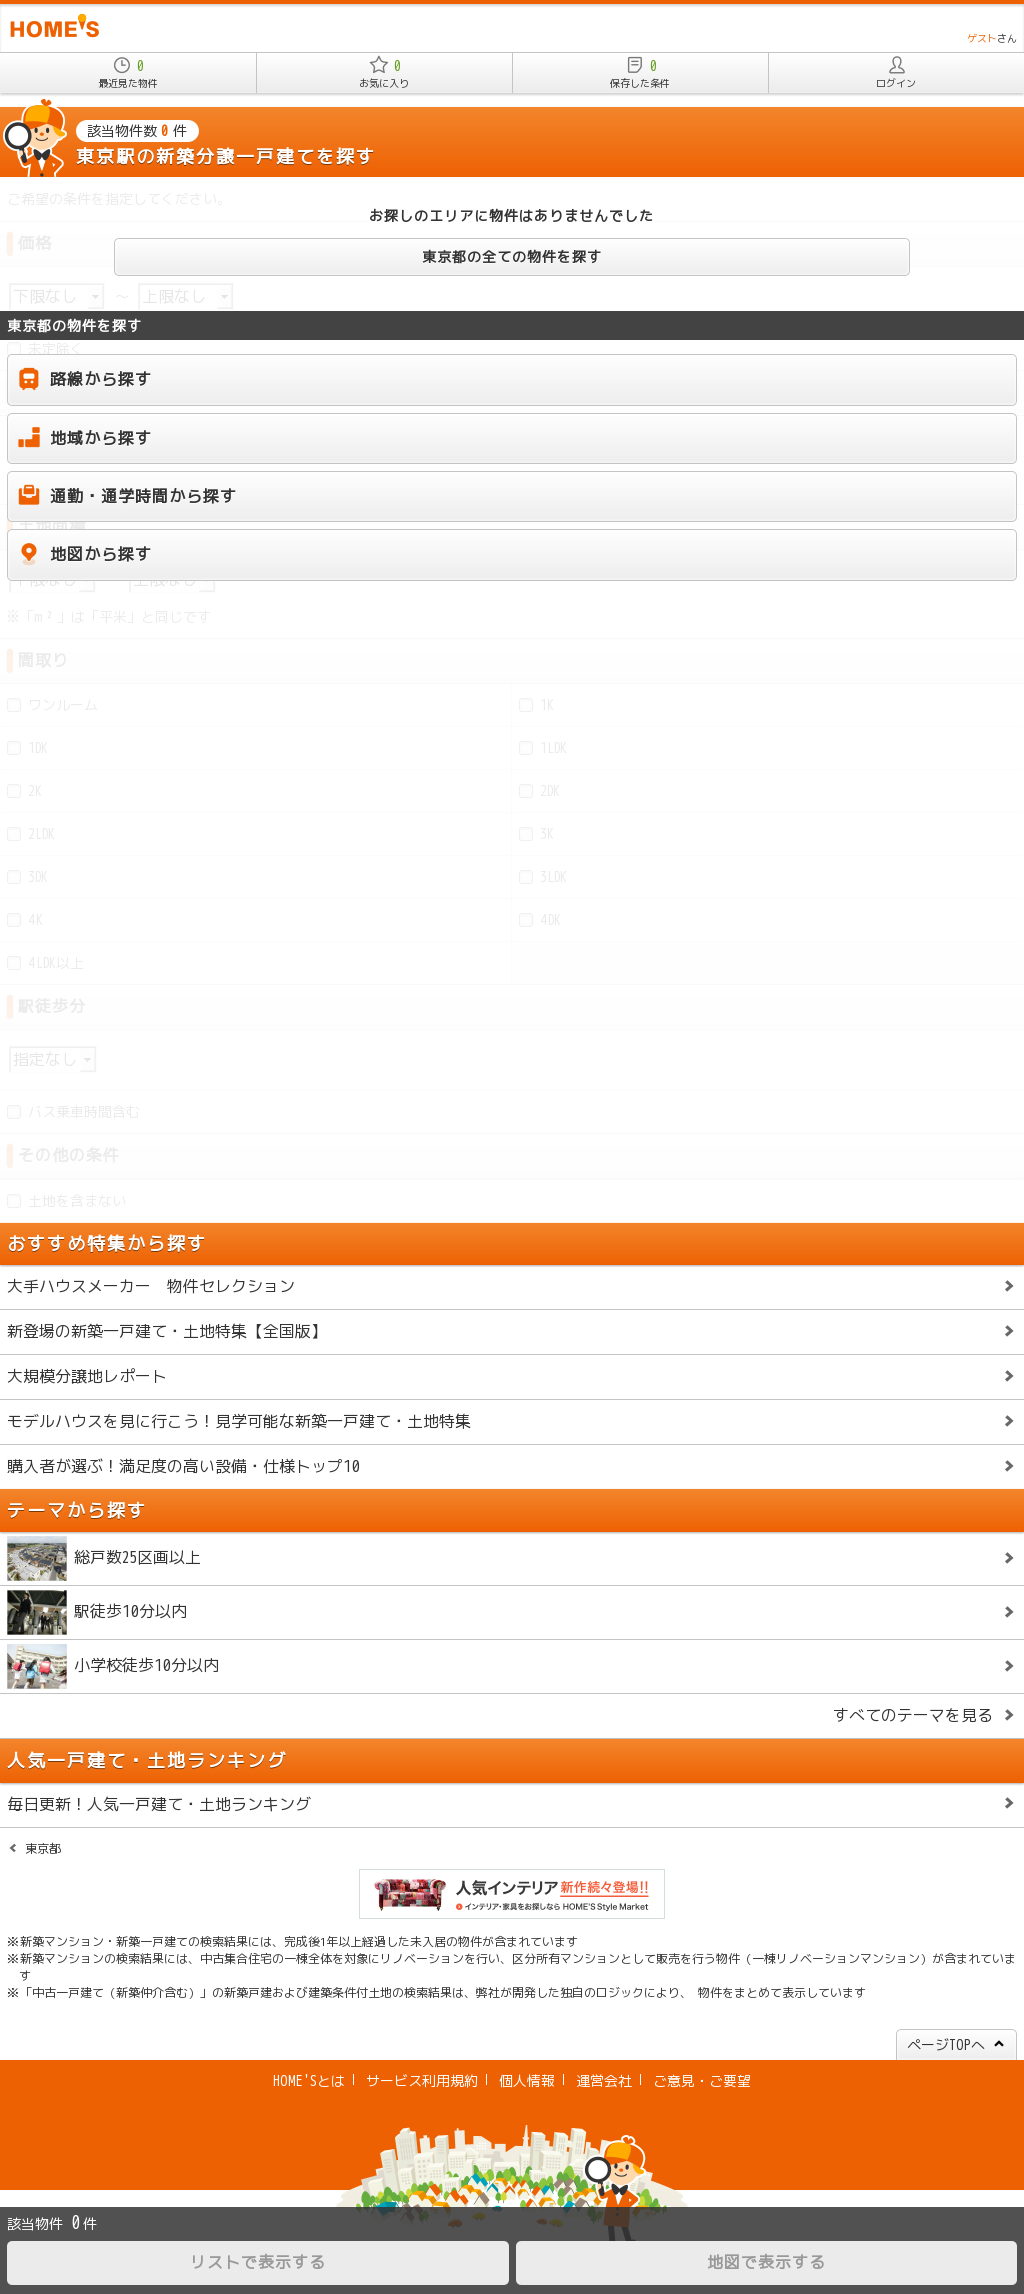 HOME'S
ゲストさん
0
最近見た物件
0
お気に入り
0
保存した条件
ログイン
該当物件数 0 件
東京駅の新築分譲一戸建てを探す
ご希望の条件を指定してください。
お探しのエリアに物件はありませんでした
価格
東京都の全ての物件を探す
下限なし ～ 上限なし
東京都の物件を探す
未定除く
路線から探す
地域から探す
通勤・通学時間から探す
土地面積
地図から探す
下限なし 上限なし
※「m²」は「平米」と同じです
間取り
ワンルーム
1K
1DK
1LDK
2K
2DK
2LDK
3K
3DK
3LDK
4K
4DK
4LDK以上
駅徒歩分
指定なし
バス乗車時間含む
その他の条件
土地を含まない
おすすめ特集から探す
大手ハウスメーカー　物件セレクション
新登場の新築一戸建て・土地特集【全国版】
大規模分譲地レポート
モデルハウスを見に行こう！見学可能な新築一戸建て・土地特集
購入者が選ぶ！満足度の高い設備・仕様トップ10
テーマから探す
総戸数25区画以上
駅徒歩10分以内
小学校徒歩10分以内
すべてのテーマを見る
人気一戸建て・土地ランキング
毎日更新！人気一戸建て・土地ランキング
東京都
人気インテリア 新作続々登場!!
インテリア・家具をお探しなら HOME'S Style Market
※新築マンション・新築一戸建ての検索結果には、完成後1年以上経過した未入居の物件が含まれています
※新築マンションの検索結果には、中古集合住宅の一棟全体を対象にリノベーションを行い、区分所有マンションとして販売を行う物件（一棟リノベーションマンション）が含まれていま
す
※「中古一戸建て（新築仲介含む）」の新築戸建および建築条件付土地の検索結果は、弊社が開発した独自のロジックにより、 物件をまとめて表示しています
ページTOPへ
HOME'Sとは | サービス利用規約 | 個人情報 | 運営会社 | ご意見・ご要望
該当物件 0 件
リストで表示する
地図で表示する